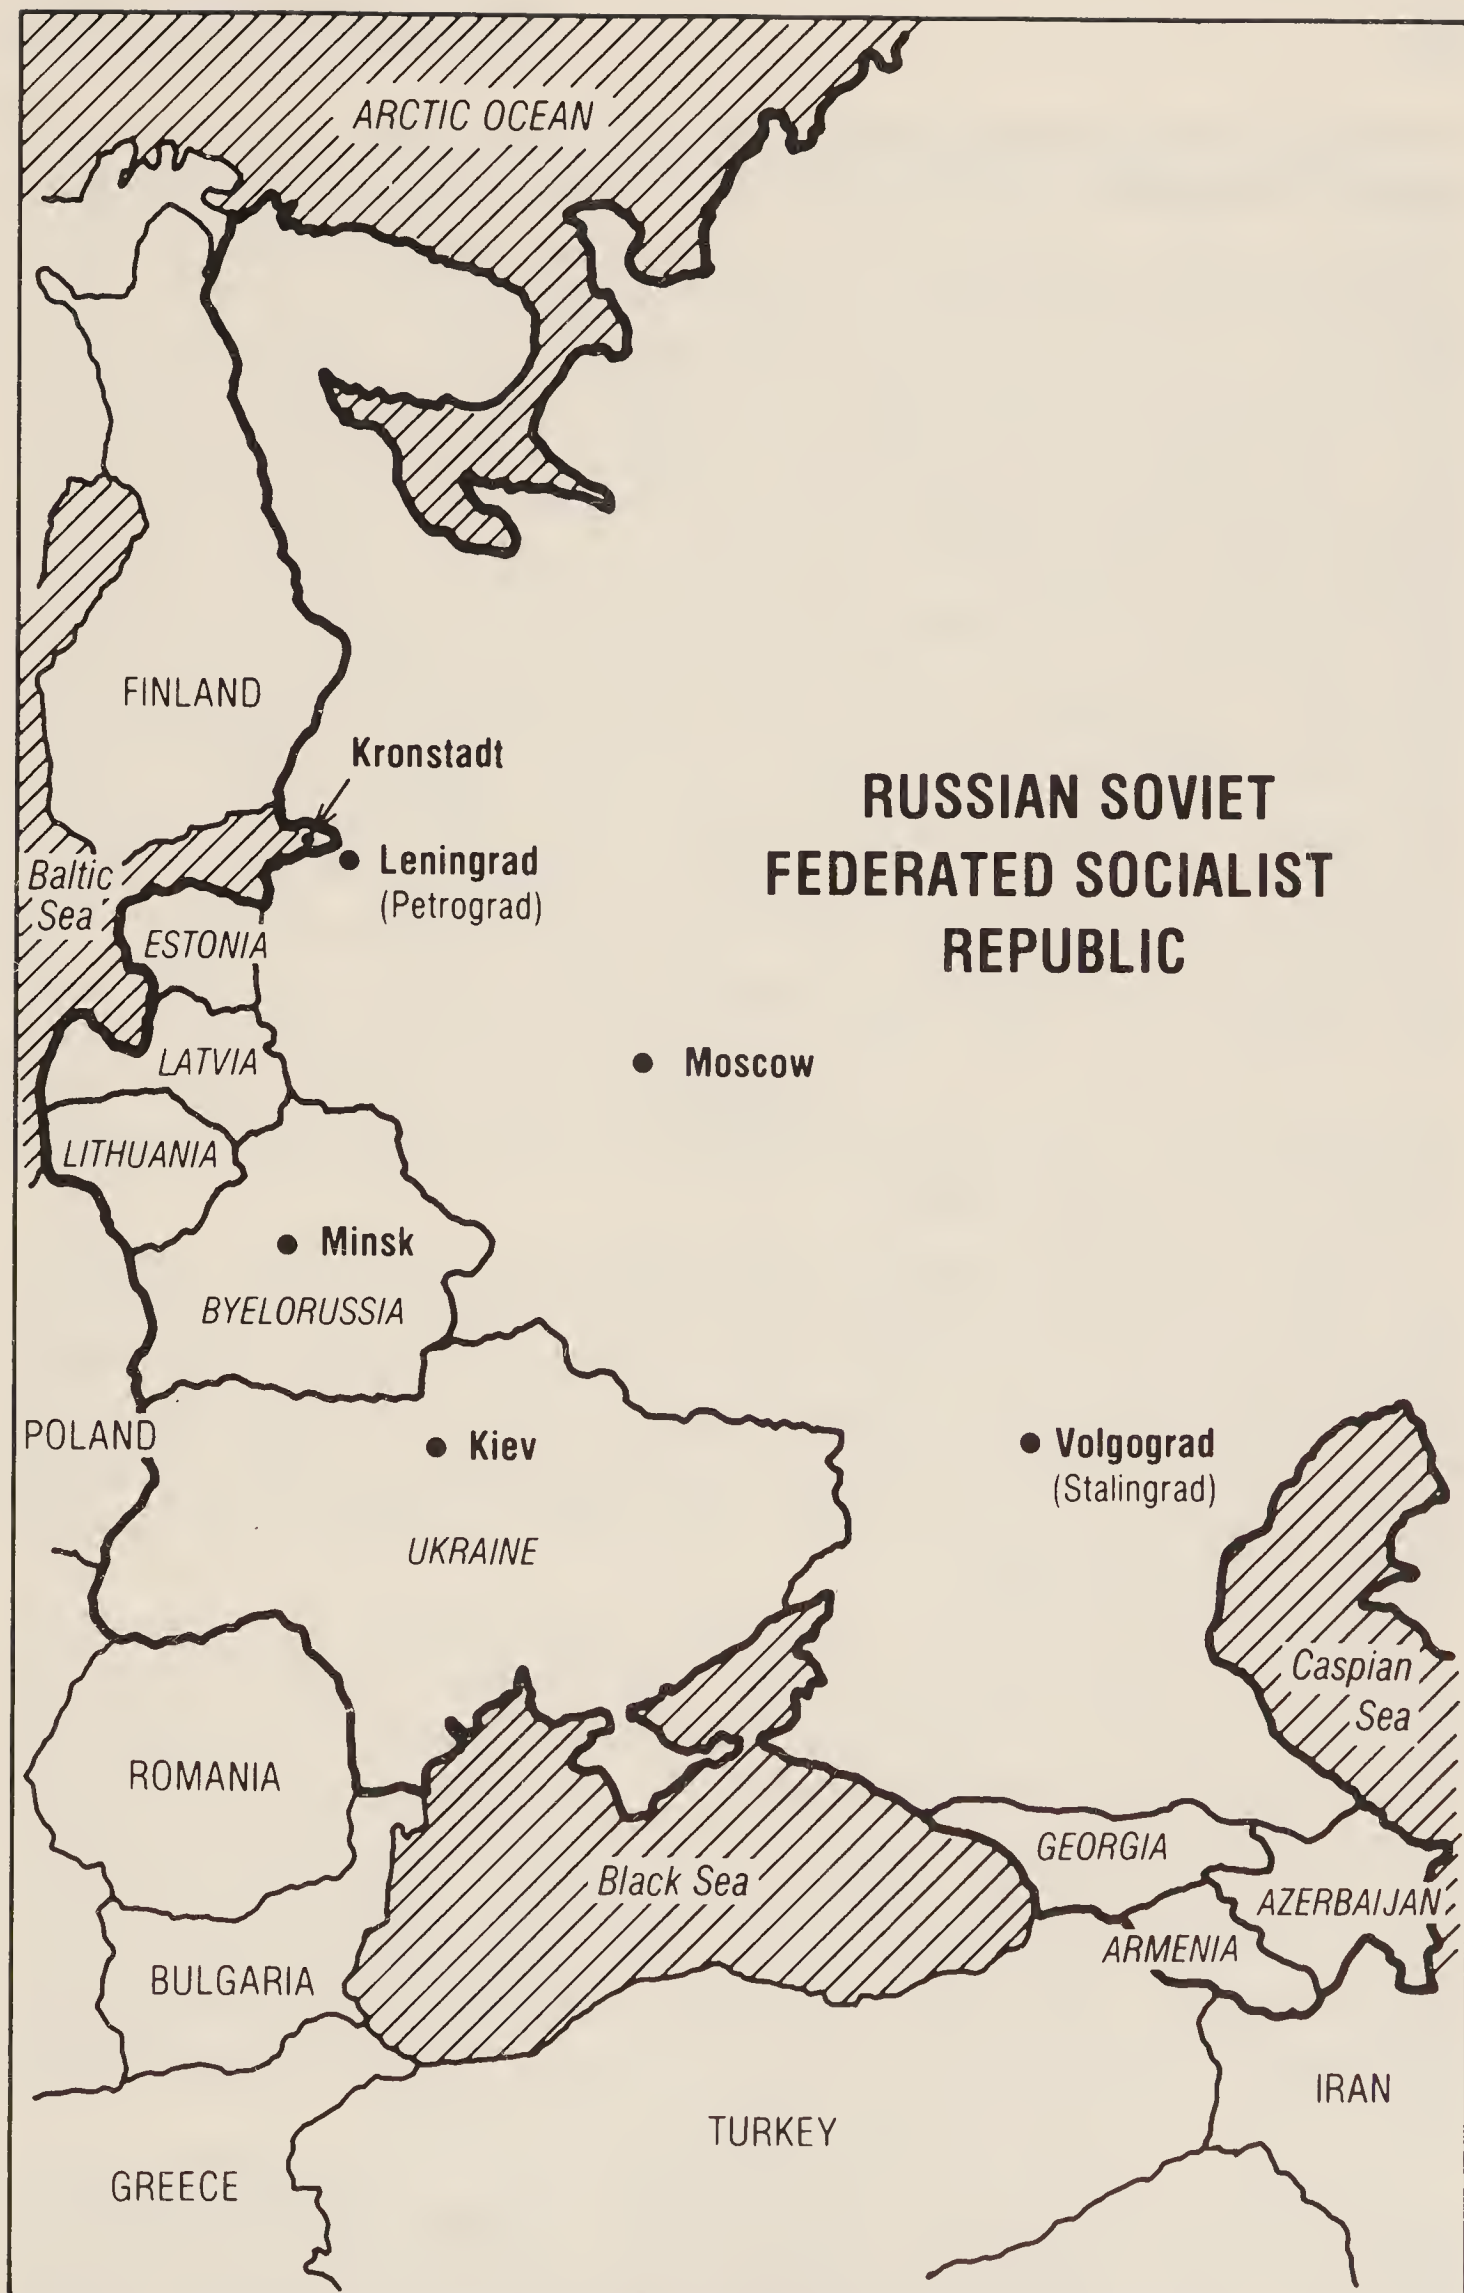 ARCTIC OCEAN
FINLAND
Kronstadt
RUSSIAN SOVIET
FEDERATED SOCIALIST
REPUBLIC
Leningrad
(Petrograd)
Baltic
Sea
ESTONIA
LATVIA
Moscow
LITHUANIA
Minsk
BYELORUSSIA
POLAND
Kiev
Volgograd
(Stalingrad)
UKRAINE
Caspian
Sea
ROMANIA
GEORGIA
Black Sea
AZERBAIJAN
ARMENIA
BULGARIA
IRAN
TURKEY
GREECE